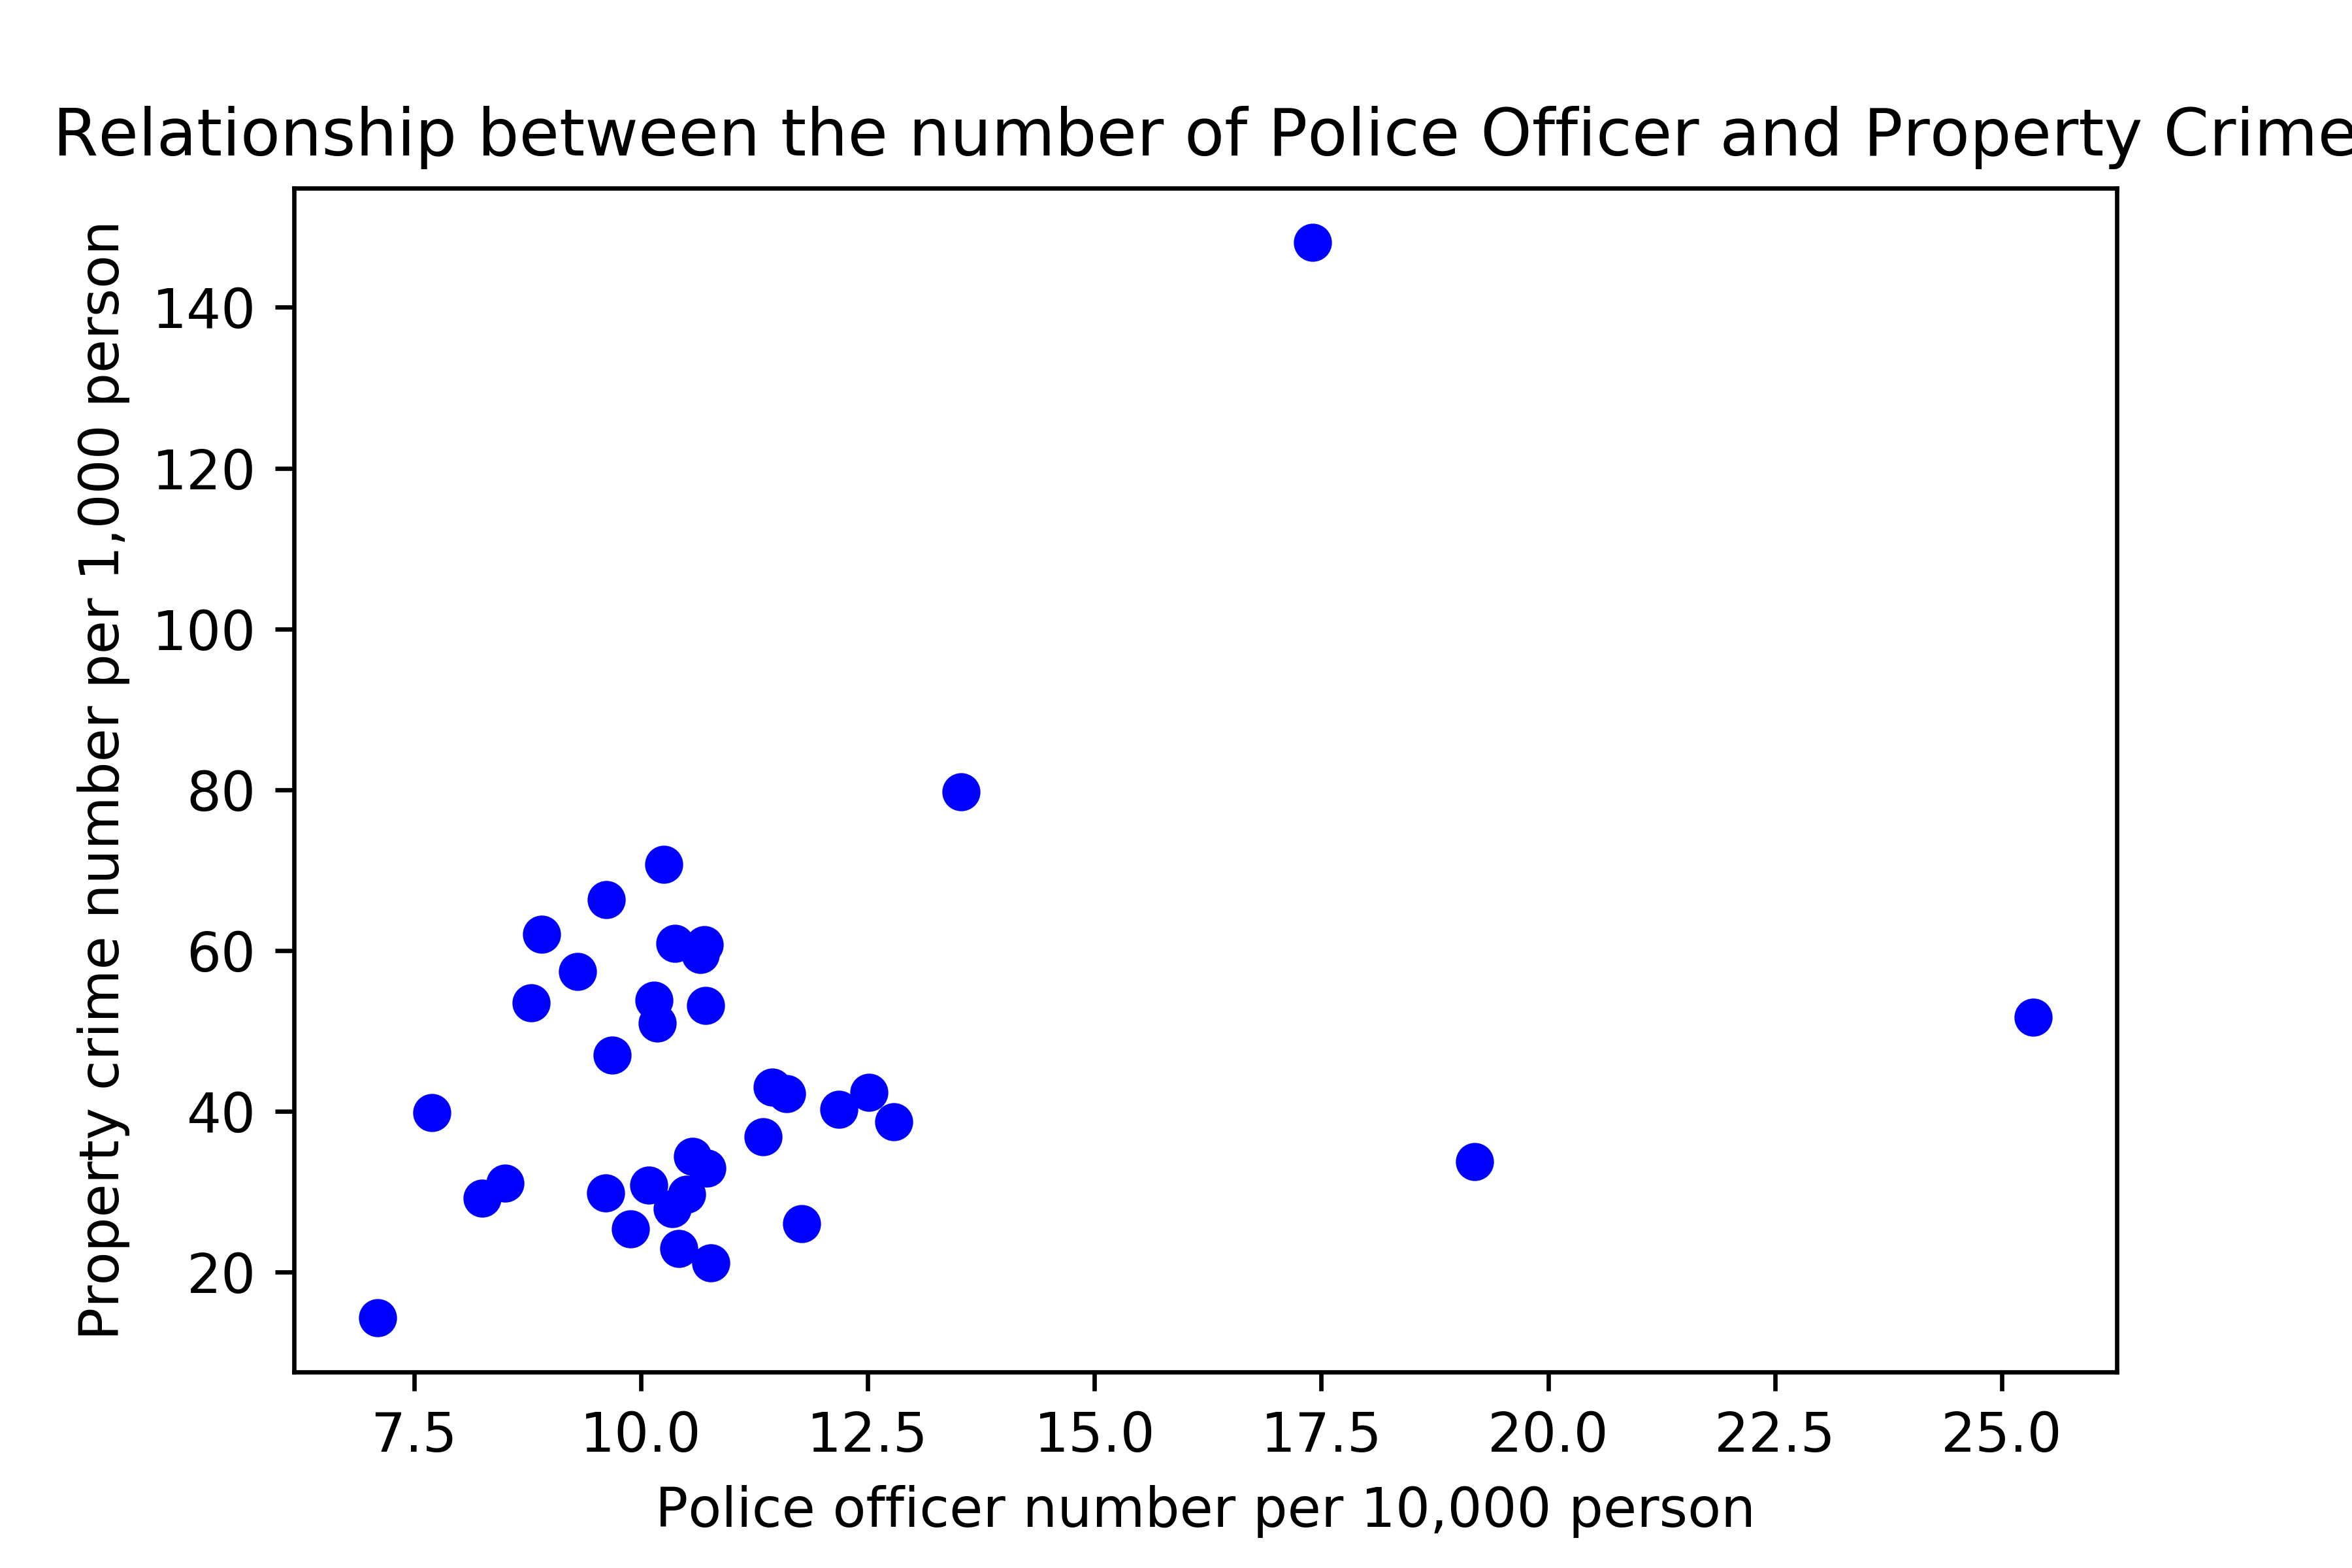 Relationship between the number of Police Officer and Property Crime
Property crime number per 1,000 person
140
120
100
80
60
40
20
7.5 10.0 12.5 15.0 17.5 20.0 22.5 25.0
Police officer number per 10,000 person